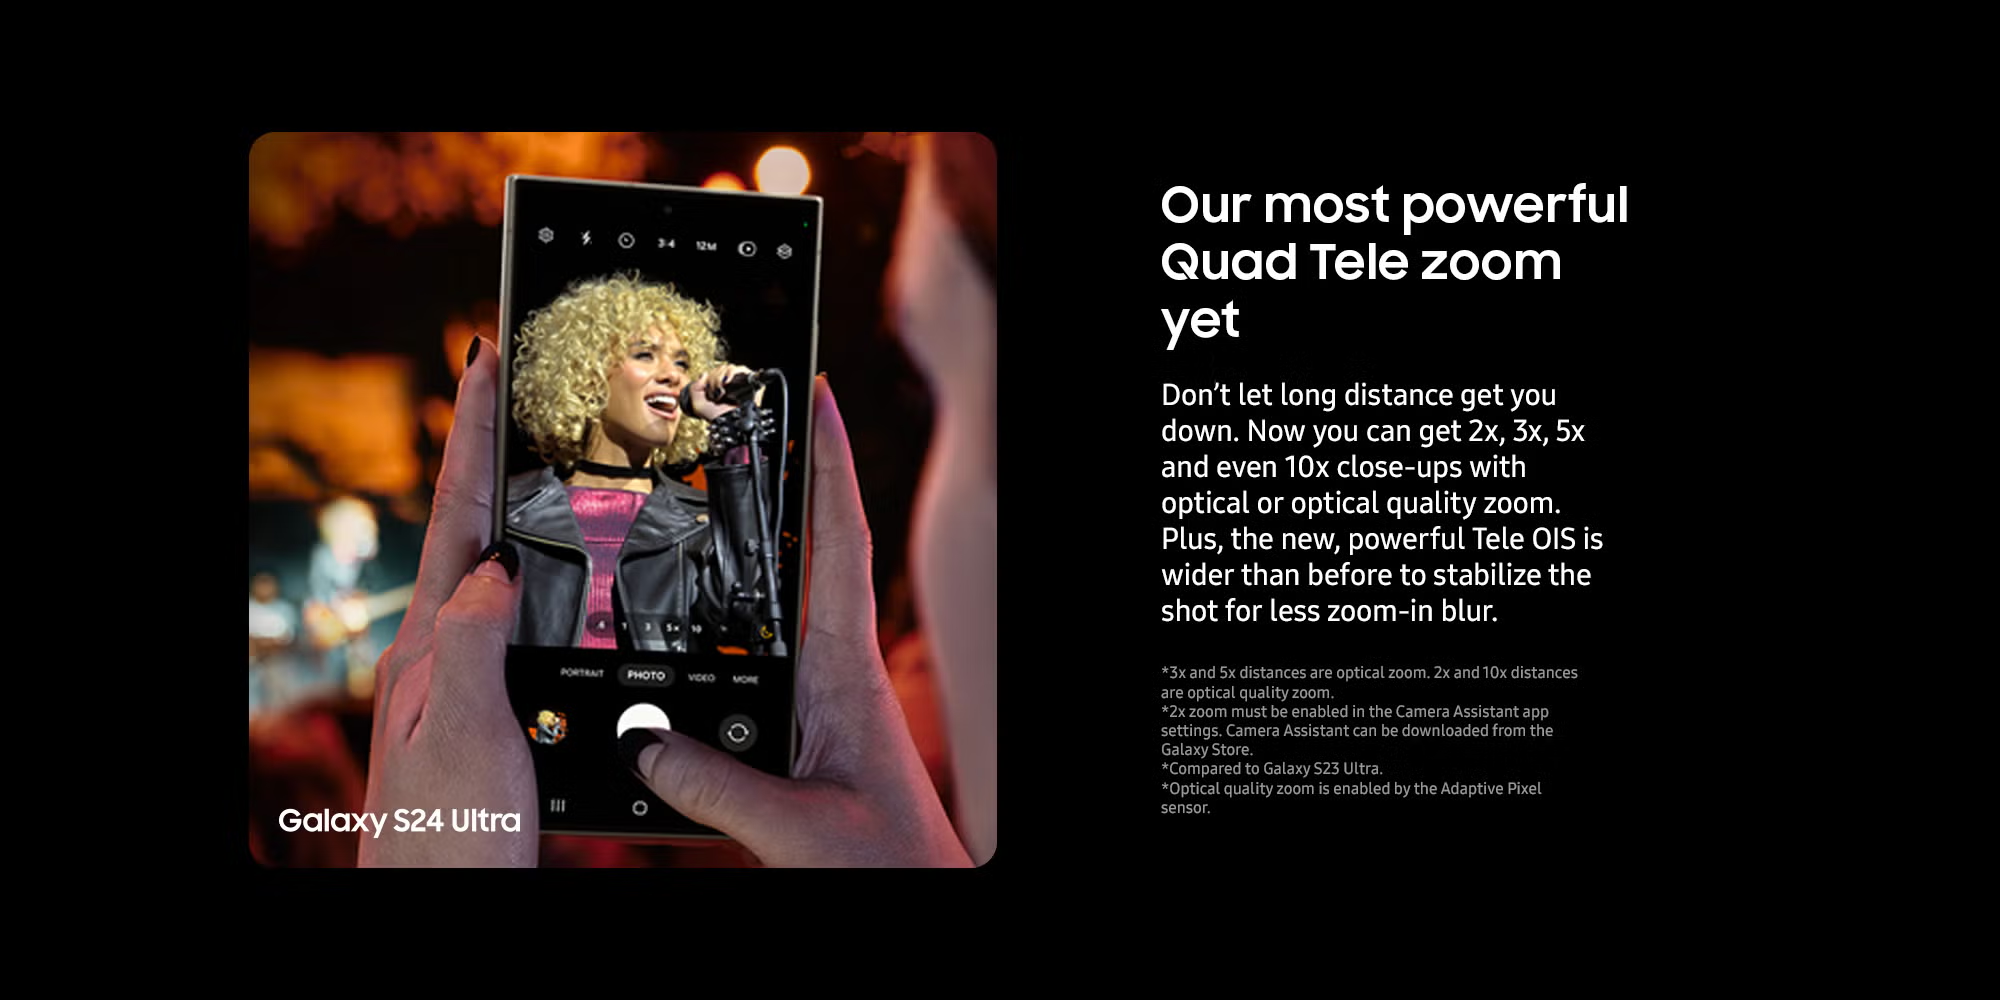 3:4 12M
.6 1 3 5x 10
PORTRAIT PHOTO VIDEO MORE
Galaxy S24 Ultra
Our most powerful
Quad Tele zoom
yet
Don’t let long distance get you
down. Now you can get 2x, 3x, 5x
and even 10x close-ups with
optical or optical quality zoom.
Plus, the new, powerful Tele OIS is
wider than before to stabilize the
shot for less zoom-in blur.
*3x and 5x distances are optical zoom. 2x and 10x distances
are optical quality zoom.
*2x zoom must be enabled in the Camera Assistant app
settings. Camera Assistant can be downloaded from the
Galaxy Store.
*Compared to Galaxy S23 Ultra.
*Optical quality zoom is enabled by the Adaptive Pixel
sensor.